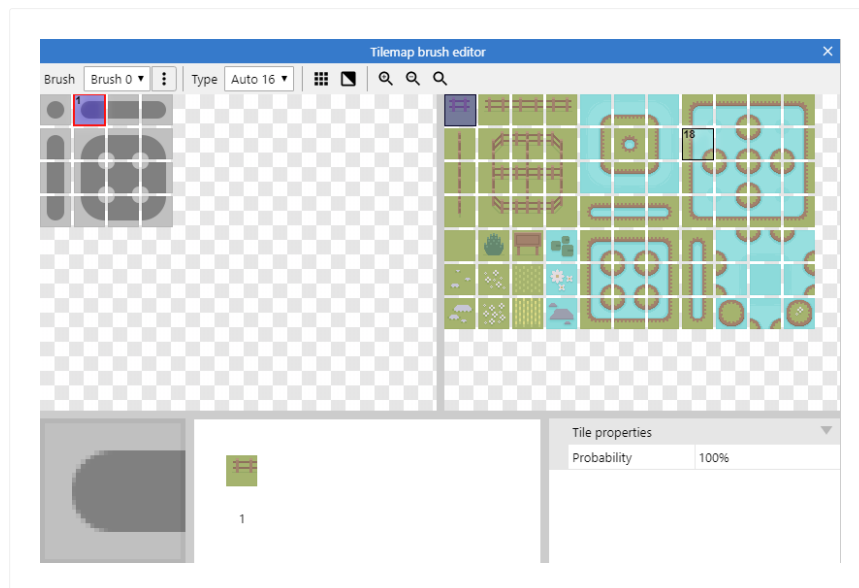 Tilemap brush editor
Brush Brush 0 Type Auto 16
1
18
Tile properties
Probability 100%
1